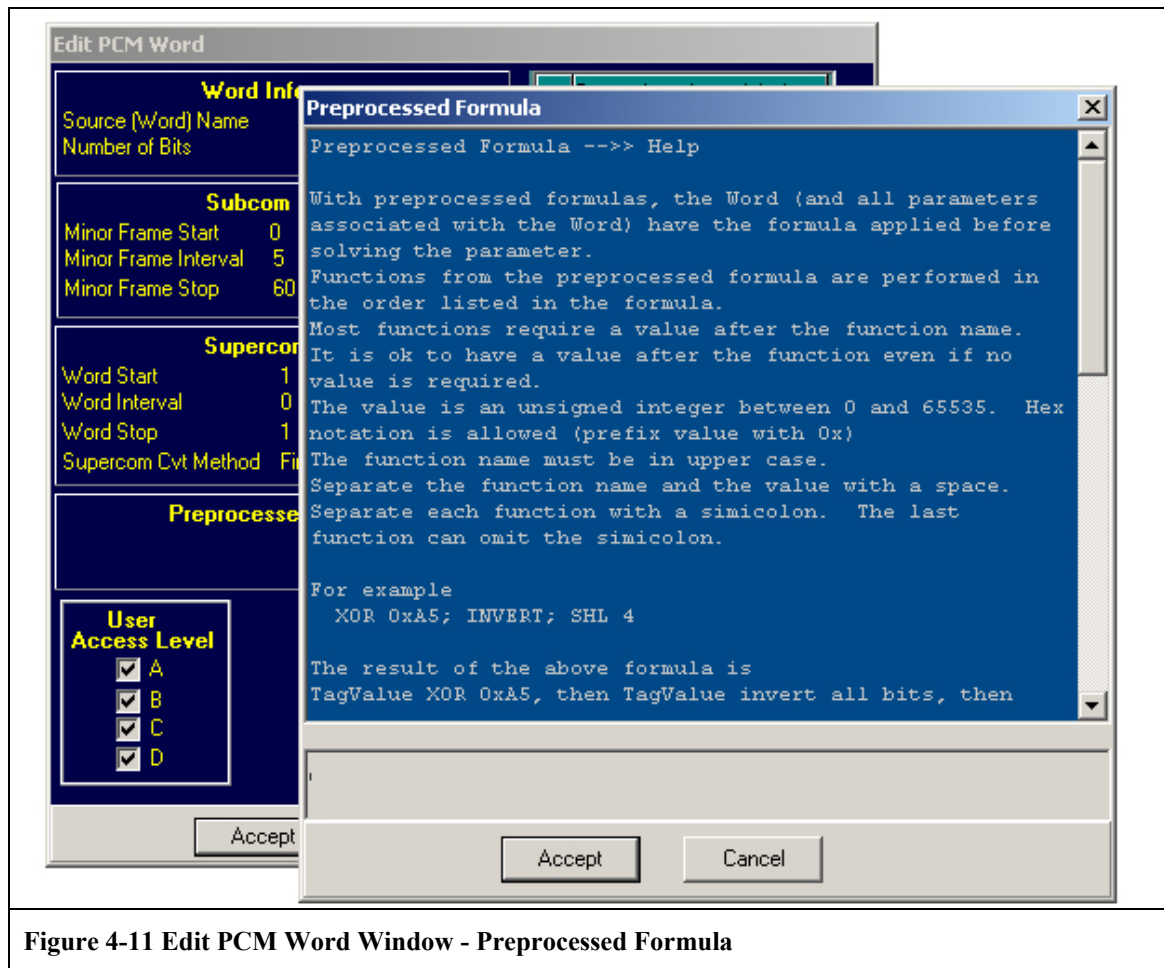 Edit PCM Word
Word Info
Source (Word) Name
Number of Bits
Subcom
Minor Frame Start 0
Minor Frame Interval 5
Minor Frame Stop 60
Supercom
Word Start 1
Word Interval 0
Word Stop 1
Supercom Cvt Method
Preprocesse
User
Access Level
A
B
C
D
Accept
Preprocessed Formula
Preprocessed Formula -->> Help
With preprocessed formulas, the Word (and all parameters
associated with the Word) have the formula applied before
solving the parameter.
Functions from the preprocessed formula are performed in
the order listed in the formula.
Most functions require a value after the function name.
It is ok to have a value after the function even if no
value is required.
The value is an unsigned integer between 0 and 65535. Hex
notation is allowed (prefix value with 0x)
The function name must be in upper case.
Separate the function name and the value with a space.
Separate each function with a simicolon. The last
function can omit the simicolon.
For example
XOR 0xA5; INVERT; SHL 4
The result of the above formula is
TagValue XOR 0xA5, then TagValue invert all bits, then
Accept Cancel
Figure 4-11 Edit PCM Word Window - Preprocessed Formula